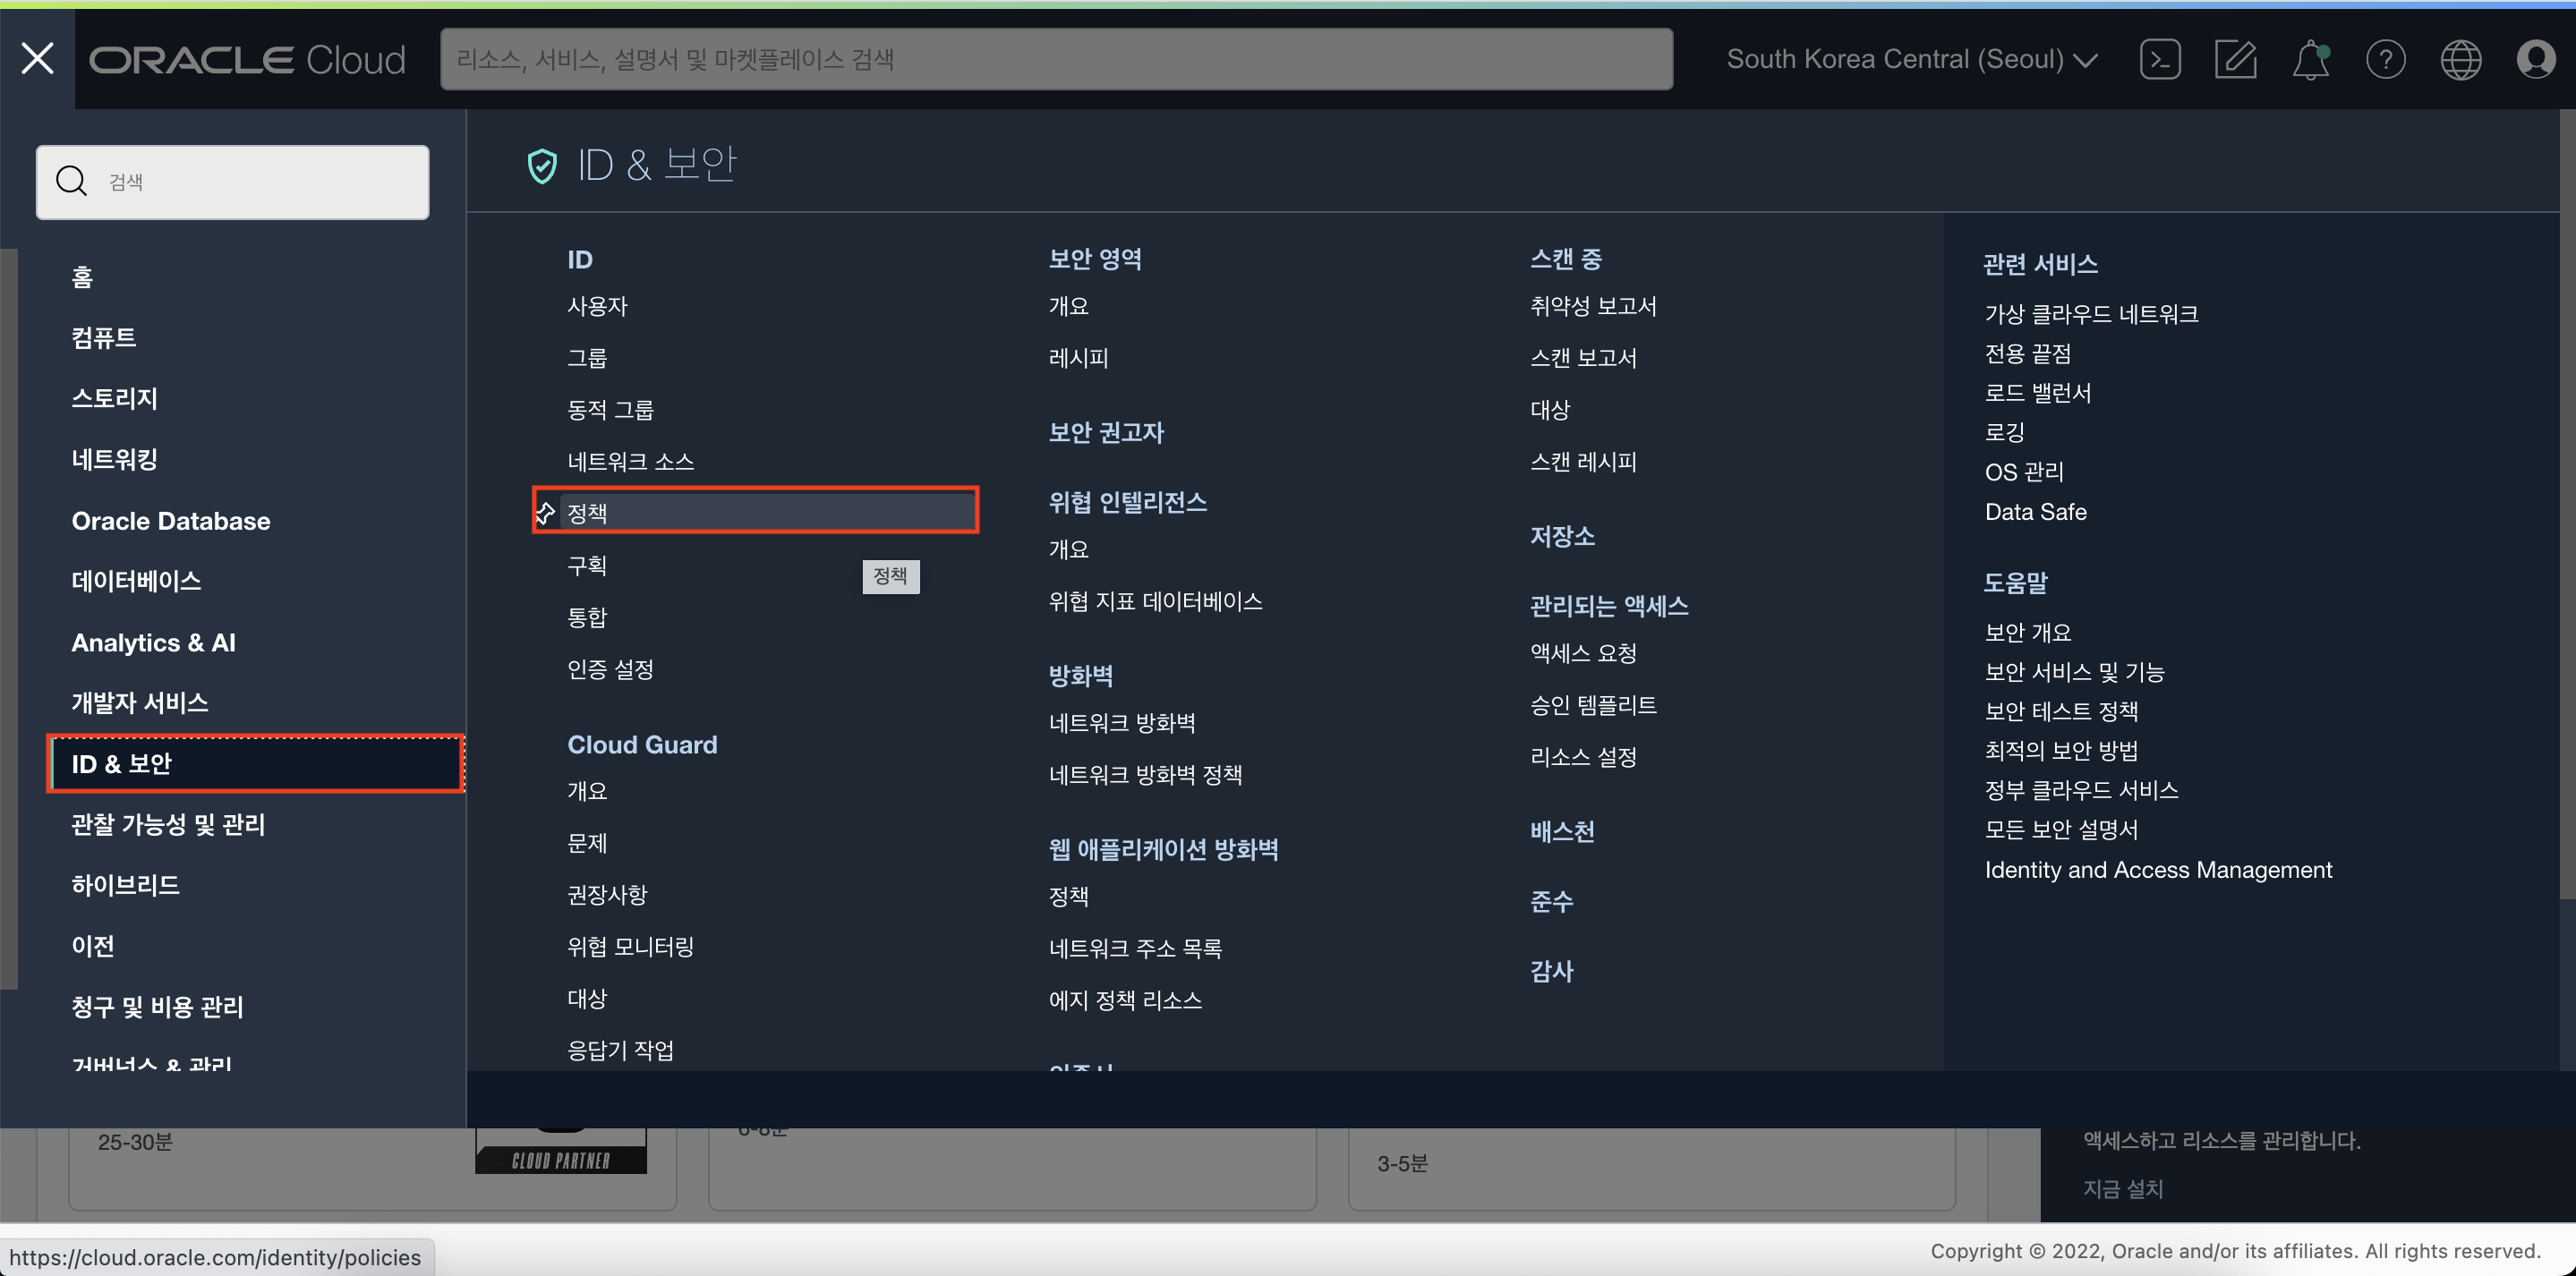 ORACLE Cloud
리소스, 서비스, 설명서 및 마켓플레이스 검색
South Korea Central (Seoul)
검색
홈
컴퓨트
스토리지
네트워킹
Oracle Database
데이터베이스
Analytics & AI
개발자 서비스
ID & 보안
관찰 가능성 및 관리
하이브리드
이전
청구 및 비용 관리
거버넌스 & 관리
ID & 보안
ID
사용자
그룹
동적 그룹
네트워크 소스
정책
정책
구획
통합
인증 설정
Cloud Guard
개요
문제
권장사항
위협 모니터링
대상
응답기 작업
보안 영역
개요
레시피
보안 권고자
위협 인텔리전스
개요
위협 지표 데이터베이스
방화벽
네트워크 방화벽
네트워크 방화벽 정책
웹 애플리케이션 방화벽
정책
네트워크 주소 목록
에지 정책 리소스
스캔 중
취약성 보고서
스캔 보고서
대상
스캔 레시피
저장소
관리되는 액세스
액세스 요청
승인 템플리트
리소스 설정
배스천
준수
감사
관련 서비스
가상 클라우드 네트워크
전용 끝점
로드 밸런서
로깅
OS 관리
Data Safe
도움말
보안 개요
보안 서비스 및 기능
보안 테스트 정책
최적의 보안 방법
정부 클라우드 서비스
모든 보안 설명서
Identity and Access Management
25-30분
CLOUD PARTNER
3-5분
액세스하고 리소스를 관리합니다.
지금 설치
https://cloud.oracle.com/identity/policies
Copyright © 2022, Oracle and/or its affiliates. All rights reserved.